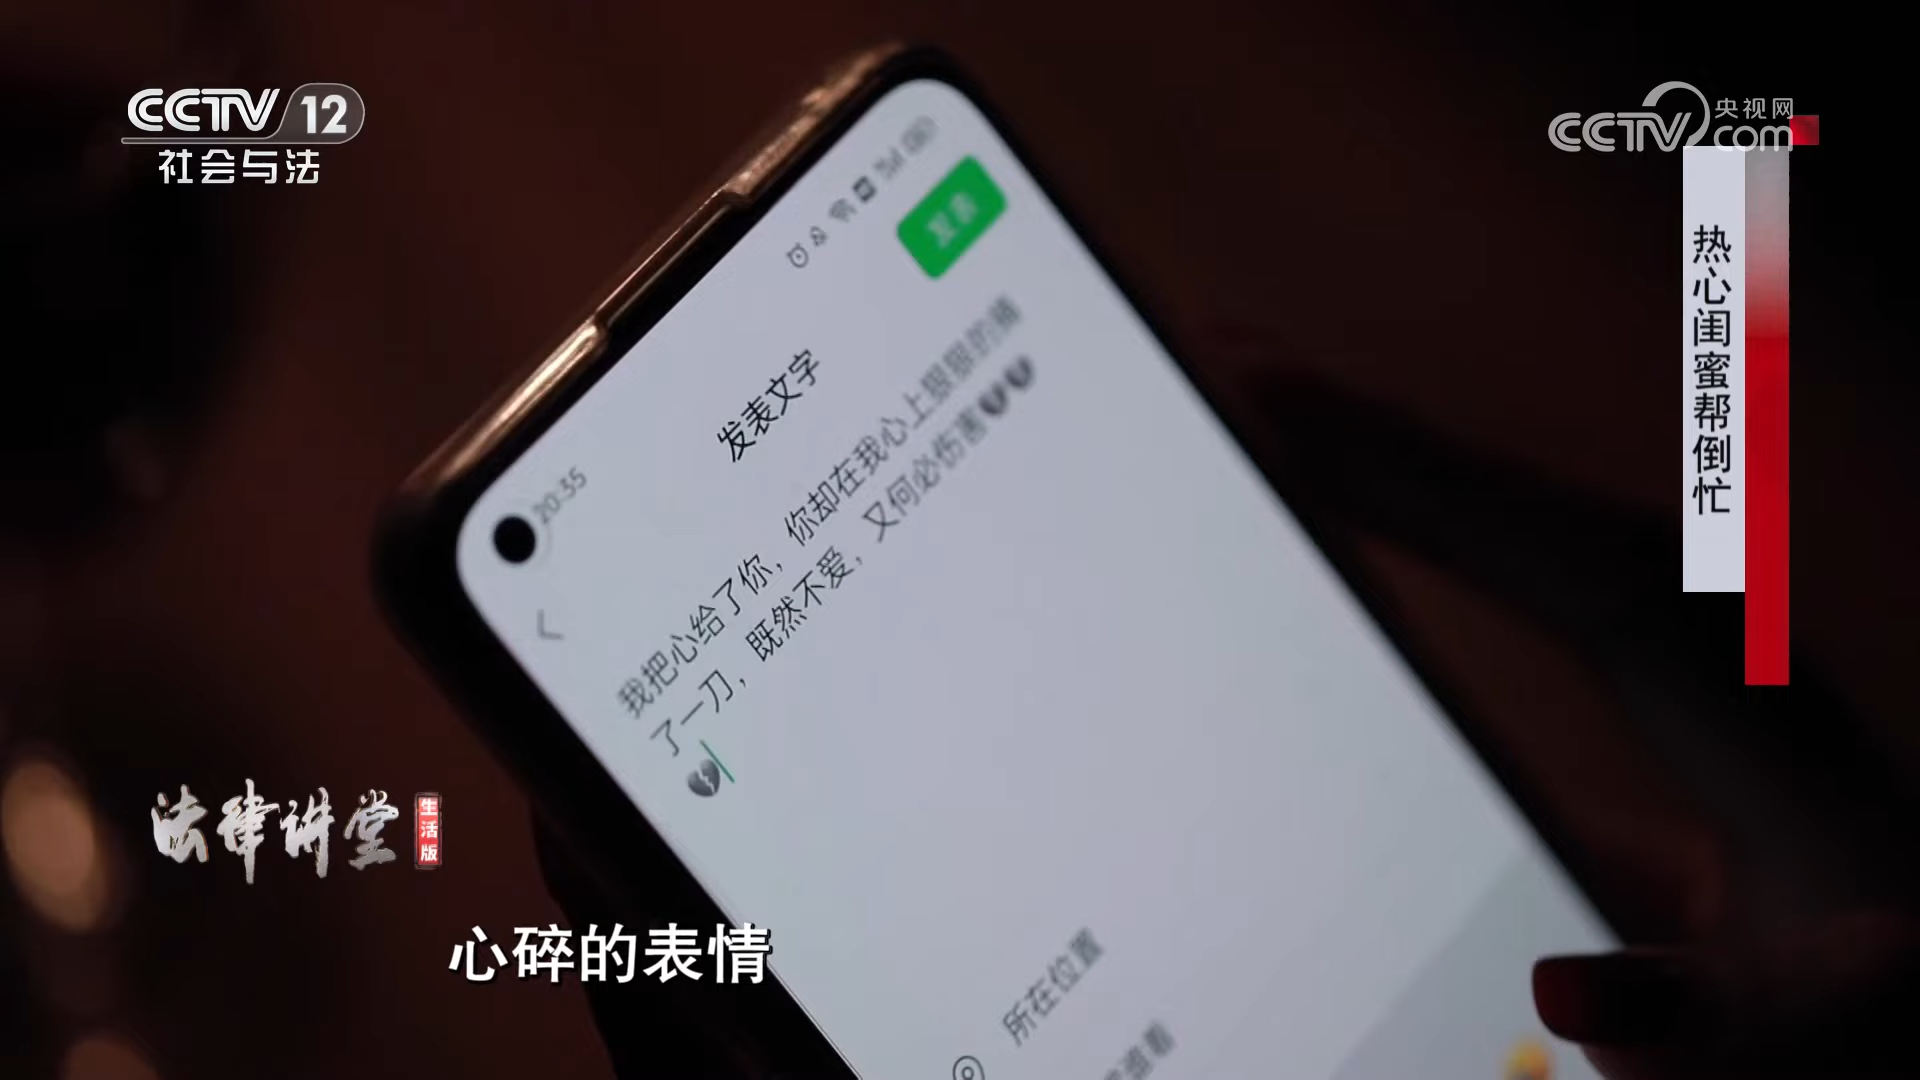 CCTV 12
社会与法
央视网
CCTV.com
热心闺蜜帮倒忙
20:35
发表
发表文字
我把心给了你，你却在我心上狠狠的捅
了一刀，既然不爱，又何必伤害💔💔
💔
所在位置
法律讲堂
生活版
心碎的表情